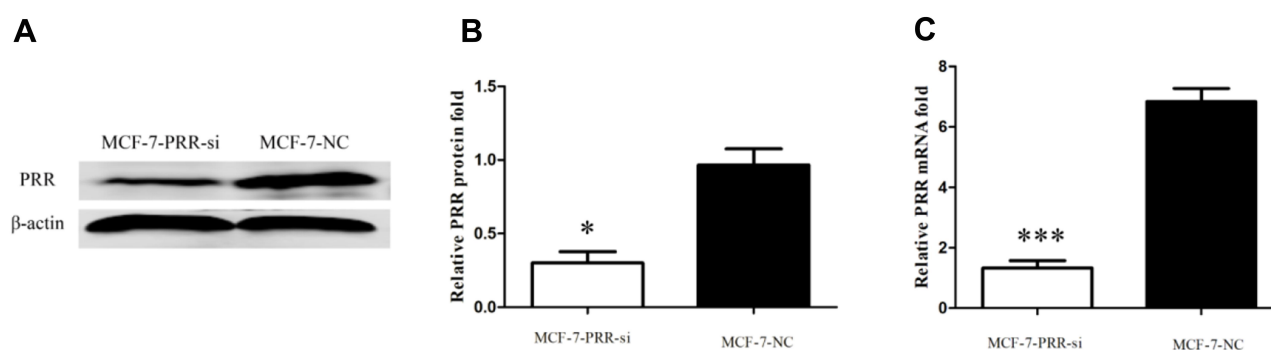 A
MCF-7-PRR-si MCF-7-NC
PRR
β-actin
B
Relative PRR protein fold
1.5
1.0
0.5
0.0
*
MCF-7-PRR-si MCF-7-NC
C
Relative PRR mRNA fold
8
6
4
2
0
***
MCF-7-PRR-si MCF-7-NC